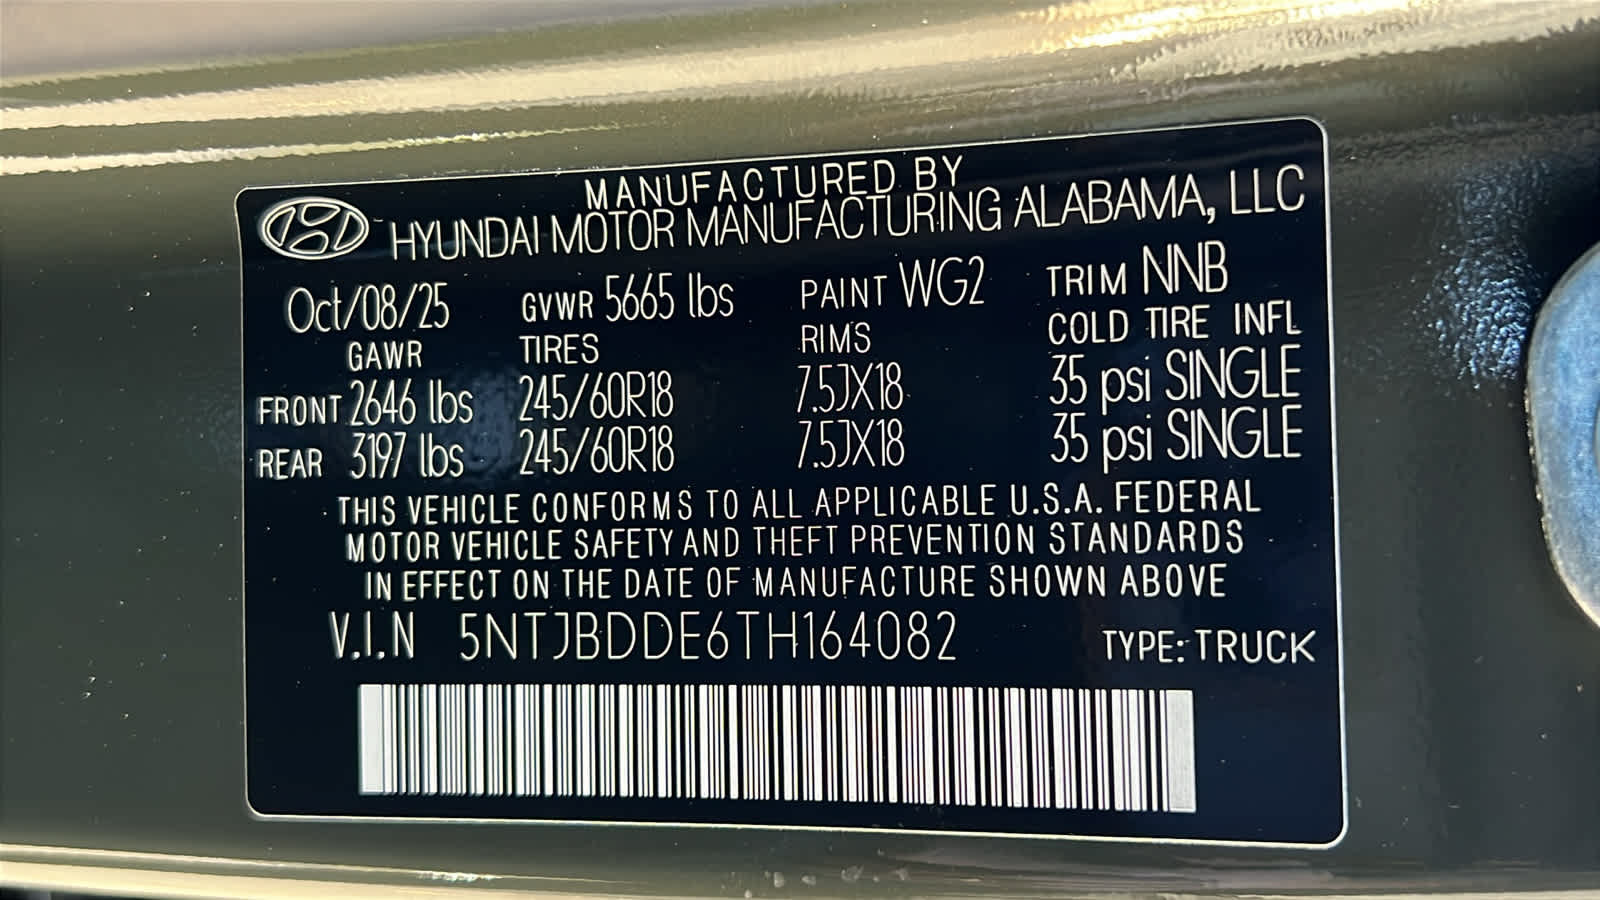 MANUFACTURED BY
HYUNDAI MOTOR MANUFACTURING ALABAMA, LLC
Oct/08/25 GVWR 5665 lbs PAINT WG2 TRIM NNB
GAWR TIRES RIMS COLD TIRE INFL
FRONT 2646 lbs 245/60R18 7.5JX18 35 psi SINGLE
REAR 3197 lbs 245/60R18 7.5JX18 35 psi SINGLE
THIS VEHICLE CONFORMS TO ALL APPLICABLE U.S.A. FEDERAL
MOTOR VEHICLE SAFETY AND THEFT PREVENTION STANDARDS
IN EFFECT ON THE DATE OF MANUFACTURE SHOWN ABOVE
V.I.N 5NTJBDDE6TH164082 TYPE: TRUCK